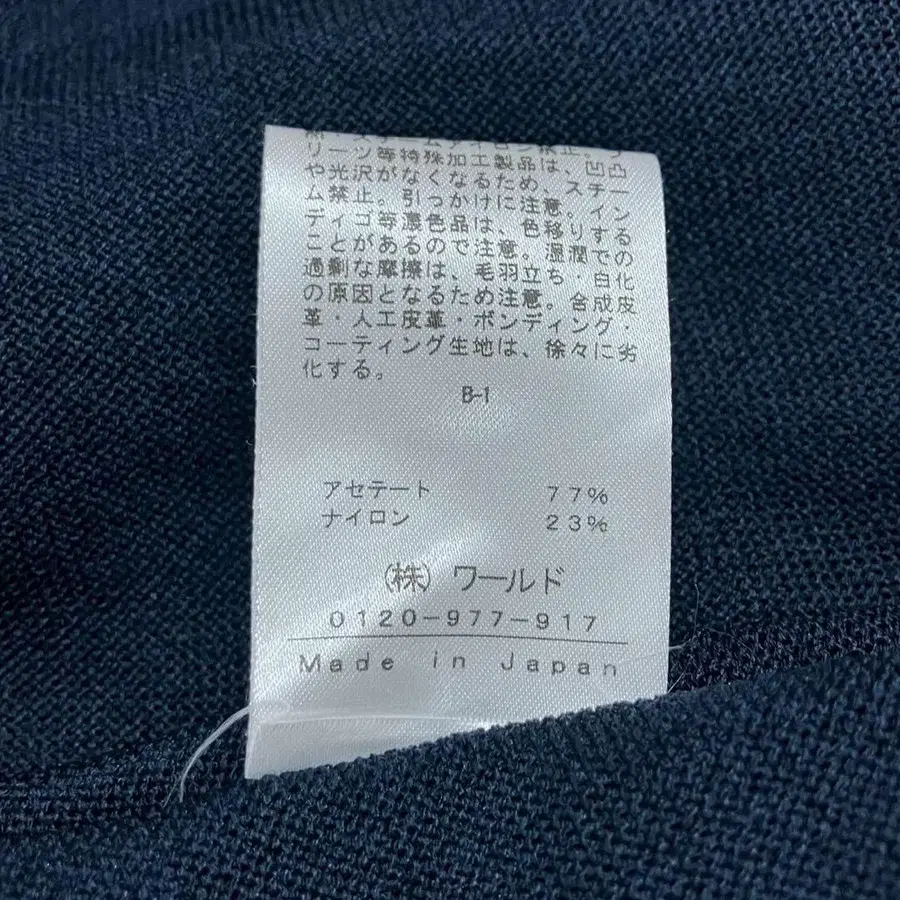 リーツ等特殊加工製品は、凹凸
や光沢がなくなるため、スチー
ム禁止。引っかけに注意。イン
ディゴ等濃色品は、色移りする
ことがあるので注意。湿潤での
過剰な摩擦は、毛羽立ち・白化
の原因となるため注意。合成皮
革・人工皮革・ボンディング・
コーティング生地は、徐々に劣
化する。
B-1
アセテート 77%
ナイロン 23%
(株)ワールド
0120-977-917
Made in Japan